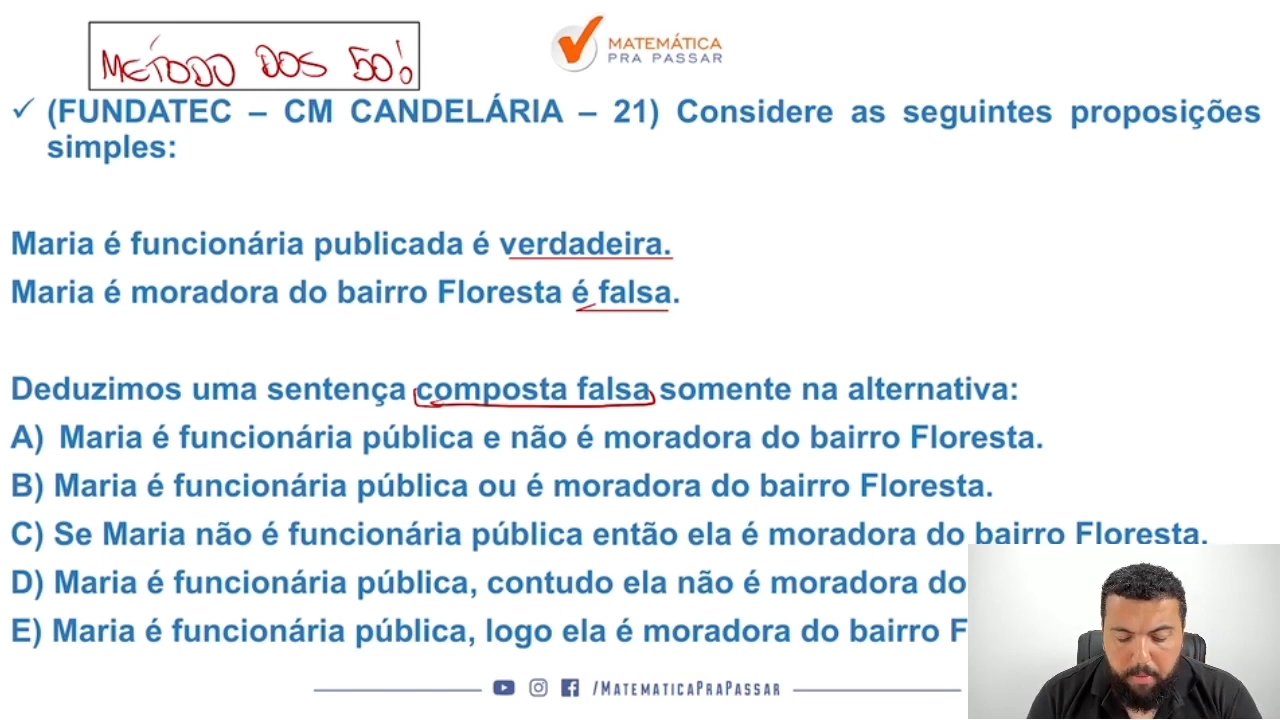 MÉTODO DOS 50!
MATEMÁTICA
PRA PASSAR
✓ (FUNDATEC – CM CANDELÁRIA – 21) Considere as seguintes proposições
simples:
Maria é funcionária publicada é verdadeira.
Maria é moradora do bairro Floresta é falsa.
Deduzimos uma sentença composta falsa somente na alternativa:
A) Maria é funcionária pública e não é moradora do bairro Floresta.
B) Maria é funcionária pública ou é moradora do bairro Floresta.
C) Se Maria não é funcionária pública então ela é moradora do bairro Floresta.
D) Maria é funcionária pública, contudo ela não é moradora do
E) Maria é funcionária pública, logo ela é moradora do bairro
/MATEMATICAPRAPASSAR